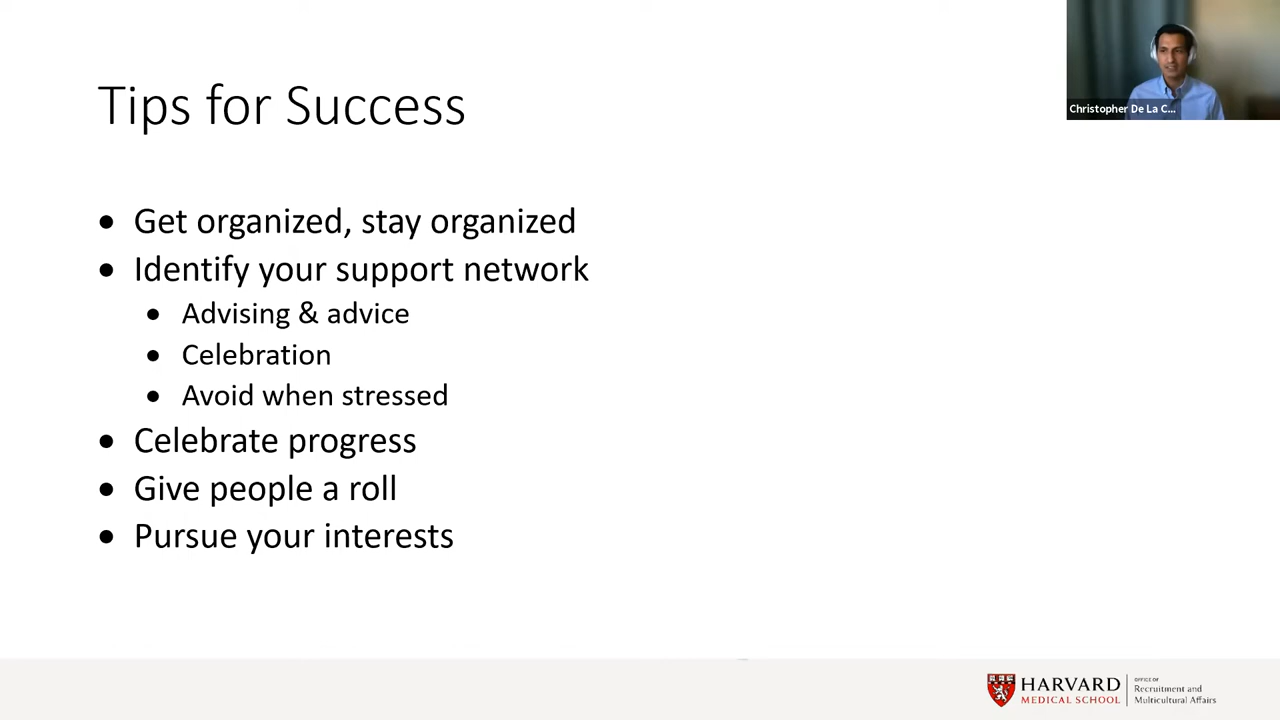 Tips for Success
Christopher De La C...
Get organized, stay organized
Identify your support network
Advising & advice
Celebration
Avoid when stressed
Celebrate progress
Give people a roll
Pursue your interests
HARVARD
MEDICAL SCHOOL
OFFICE OF
Recruitment and
Multicultural Affairs